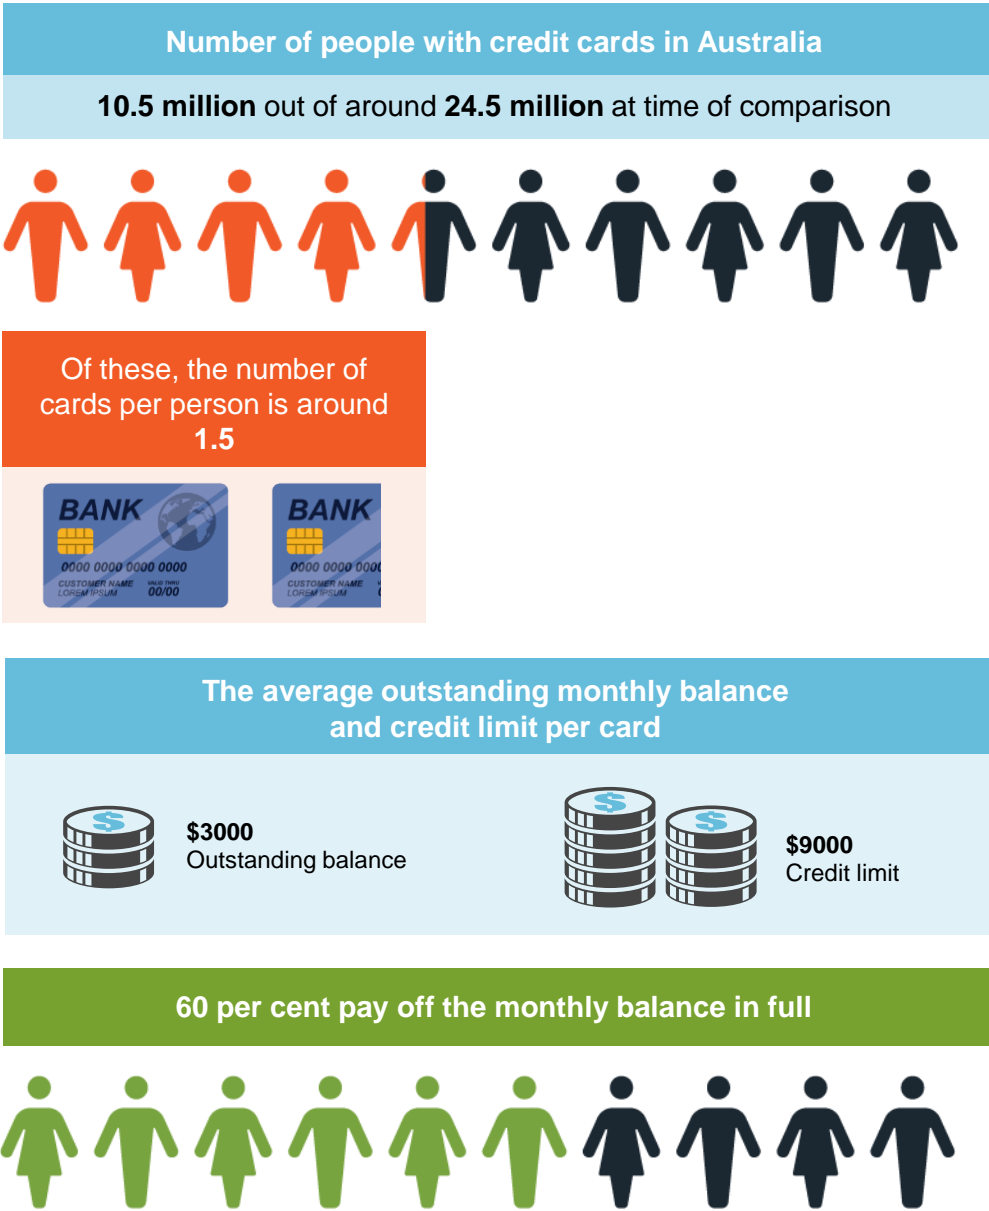 Number of people with credit cards in Australia
10.5 million out of around 24.5 million at time of comparison
Of these, the number of
cards per person is around
1.5
BANK
0000 0000 0000 0000
CUSTOMER NAME VALID THRU
LOREM IPSUM 00/00
BANK
0000 0000 000
CUSTOMER NAME
LOREM IPSUM
The average outstanding monthly balance
and credit limit per card
$
$3000
Outstanding balance
$ $
$9000
Credit limit
60 per cent pay off the monthly balance in full